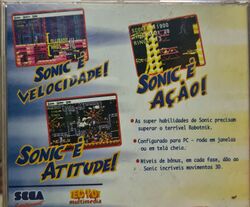 SONIC É
VELOCIDADE!
SONIC É
AÇÃO!
SONIC É
ATITUDE!
• As super habilidades do Sonic precisam
superar o terrível Robotnik.
• Configurado para PC - roda em janelas
ou em tela cheia.
• Níveis de bônus, em cada fase, dão ao
Sonic incríveis movimentos 3D.
SEGA
TECTOY
multimedia